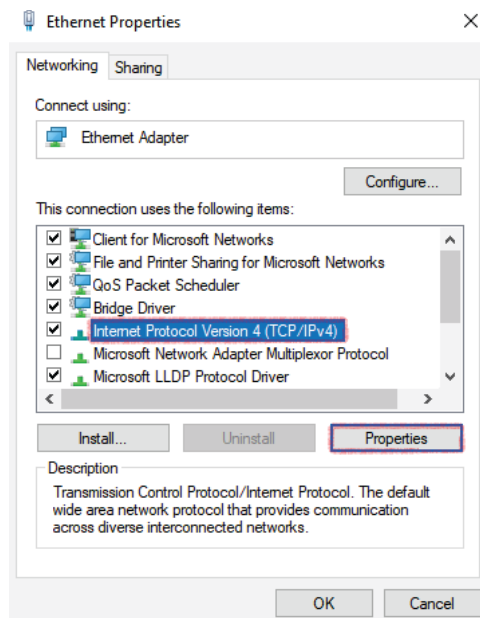 Ethernet Properties
Networking Sharing
Connect using:
Ethernet Adapter
Configure...
This connection uses the following items:
Client for Microsoft Networks
File and Printer Sharing for Microsoft Networks
QoS Packet Scheduler
Bridge Driver
Internet Protocol Version 4 (TCP/IPv4)
Microsoft Network Adapter Multiplexor Protocol
Microsoft LLDP Protocol Driver
Install... Uninstall Properties
Description
Transmission Control Protocol/Internet Protocol. The default
wide area network protocol that provides communication
across diverse interconnected networks.
OK Cancel